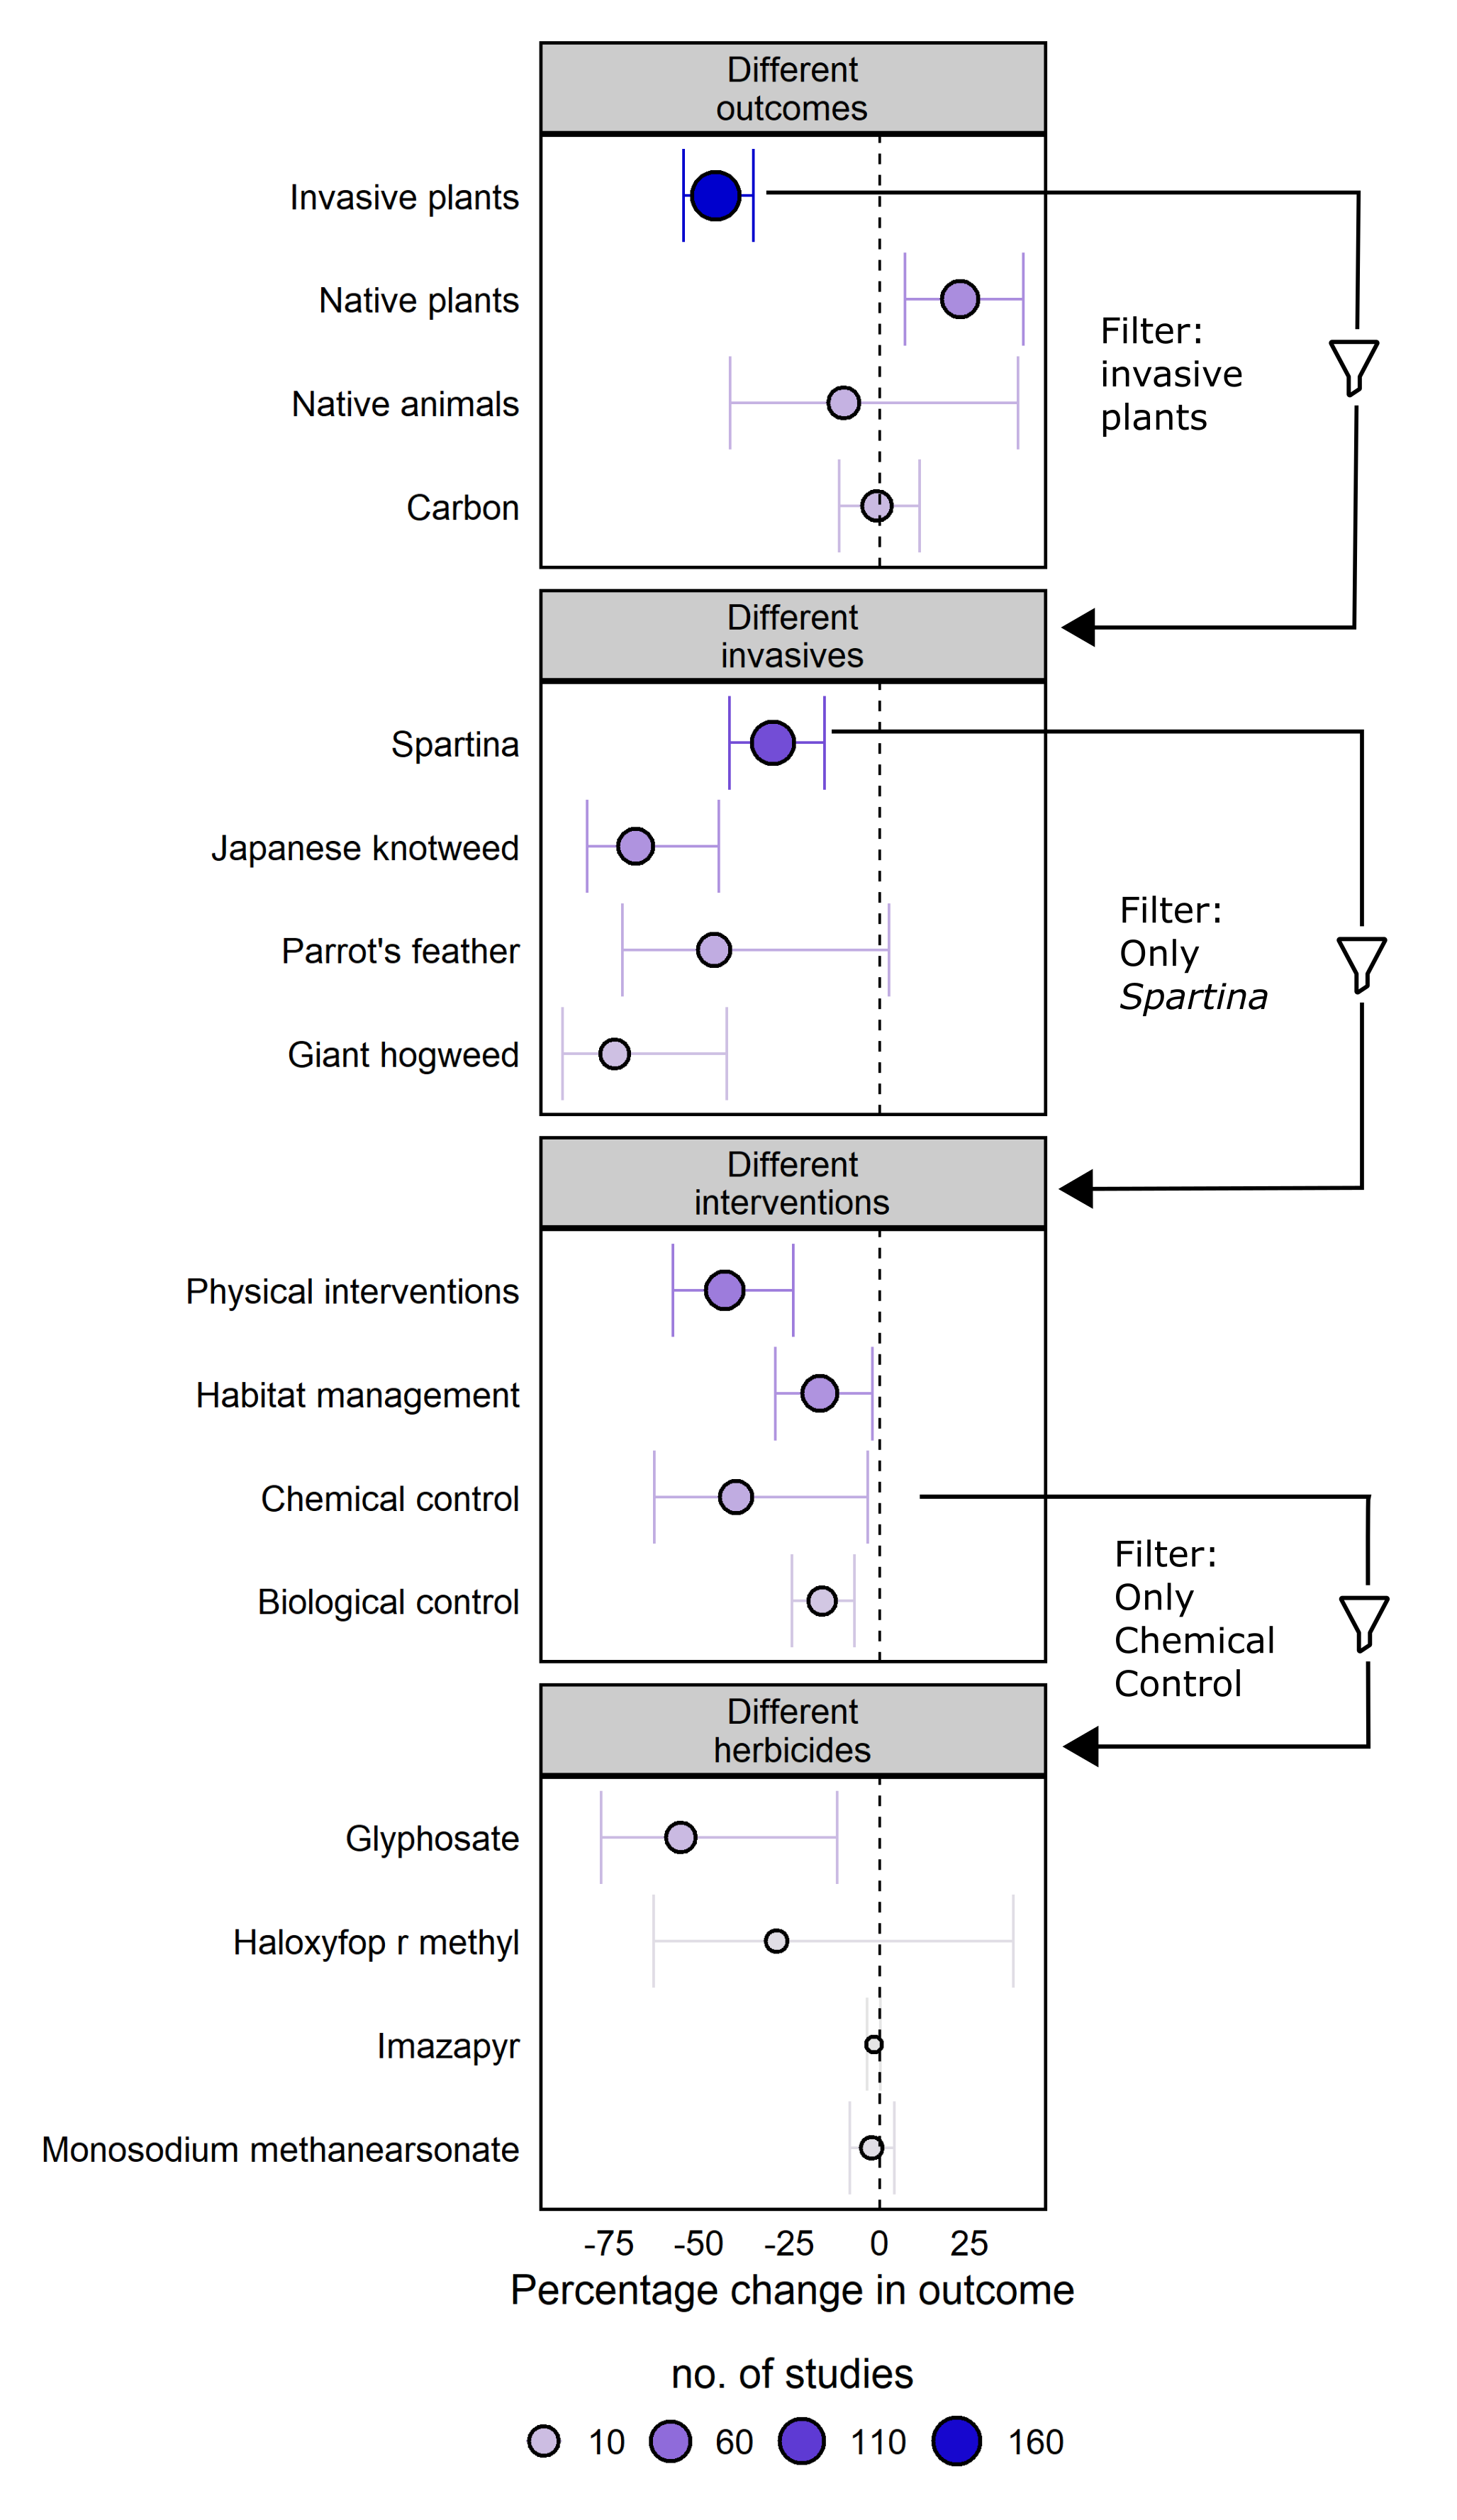 Different
outcomes
Invasive plants
Native plants
Native animals
Carbon
Filter:
invasive
plants
Different
invasives
Spartina
Japanese knotweed
Parrot's feather
Giant hogweed
Filter:
Only
Spartina
Different
interventions
Physical interventions
Habitat management
Chemical control
Biological control
Filter:
Only
Chemical
Control
Different
herbicides
Glyphosate
Haloxyfop r methyl
Imazapyr
Monosodium methanearsonate
-75 -50 -25 0 25
Percentage change in outcome
no. of studies
10 60 110 160